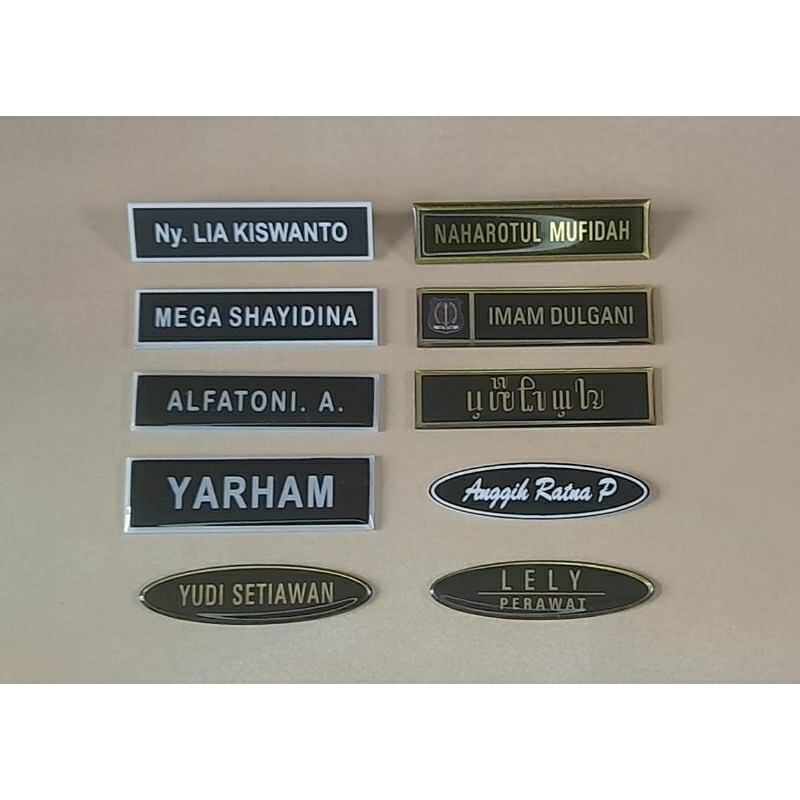 Ny. LIA KISWANTO
NAHAROTUL MUFIDAH
MEGA SHAYIDINA
IMAM DULGANI
ALFATONI. A.
YARHAM
Anggih Ratna P
YUDI SETIAWAN
LELY
PERAWAT